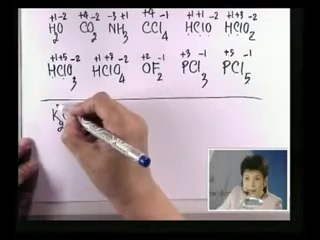 +1 -2 +4 -2 -3 +1 +4 -1 +1 +1 -2 +1 +3 -2
H2O CO2 NH3 CCl4 HClO HClO2
+1 +5 -2 +1 +7 -2 +2 -1 +3 -1 +5 -1
HClO3 HClO4 OF2 PCl3 PCl5
K2